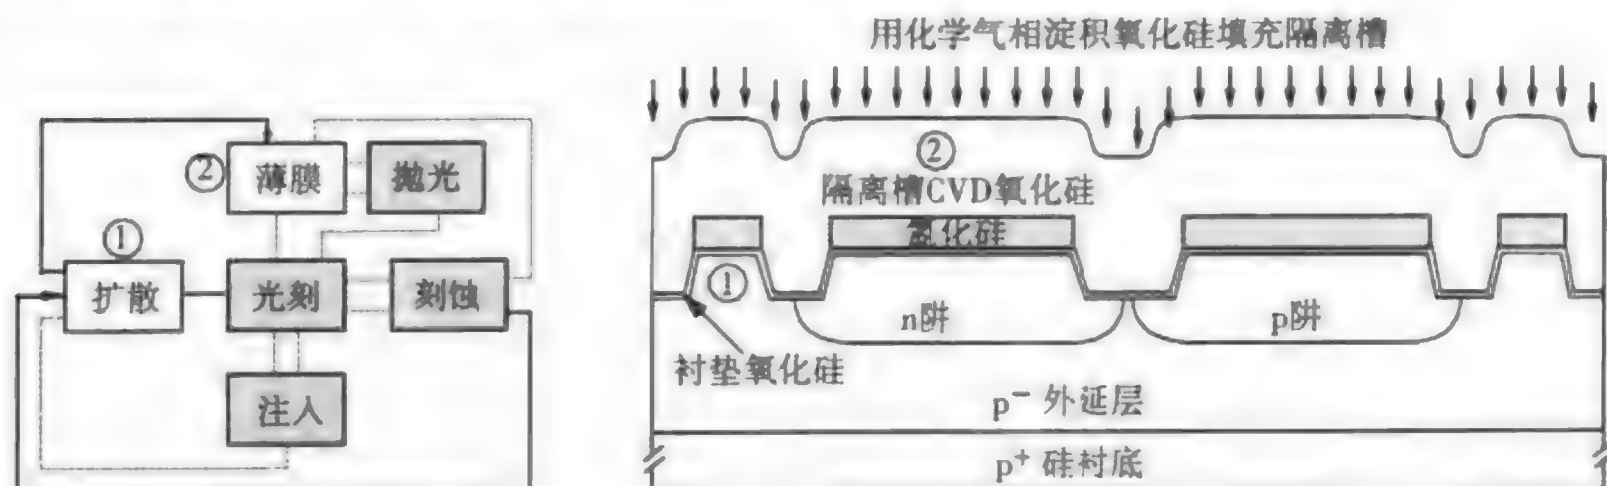 用化学气相淀积氧化硅填充隔离槽
② 薄膜
抛光
①
扩散
光刻
刻蚀
注入
②
隔离槽CVD氧化硅
氮化硅
①
n阱
p阱
衬垫氧化硅
p⁻ 外延层
p⁺ 硅衬底